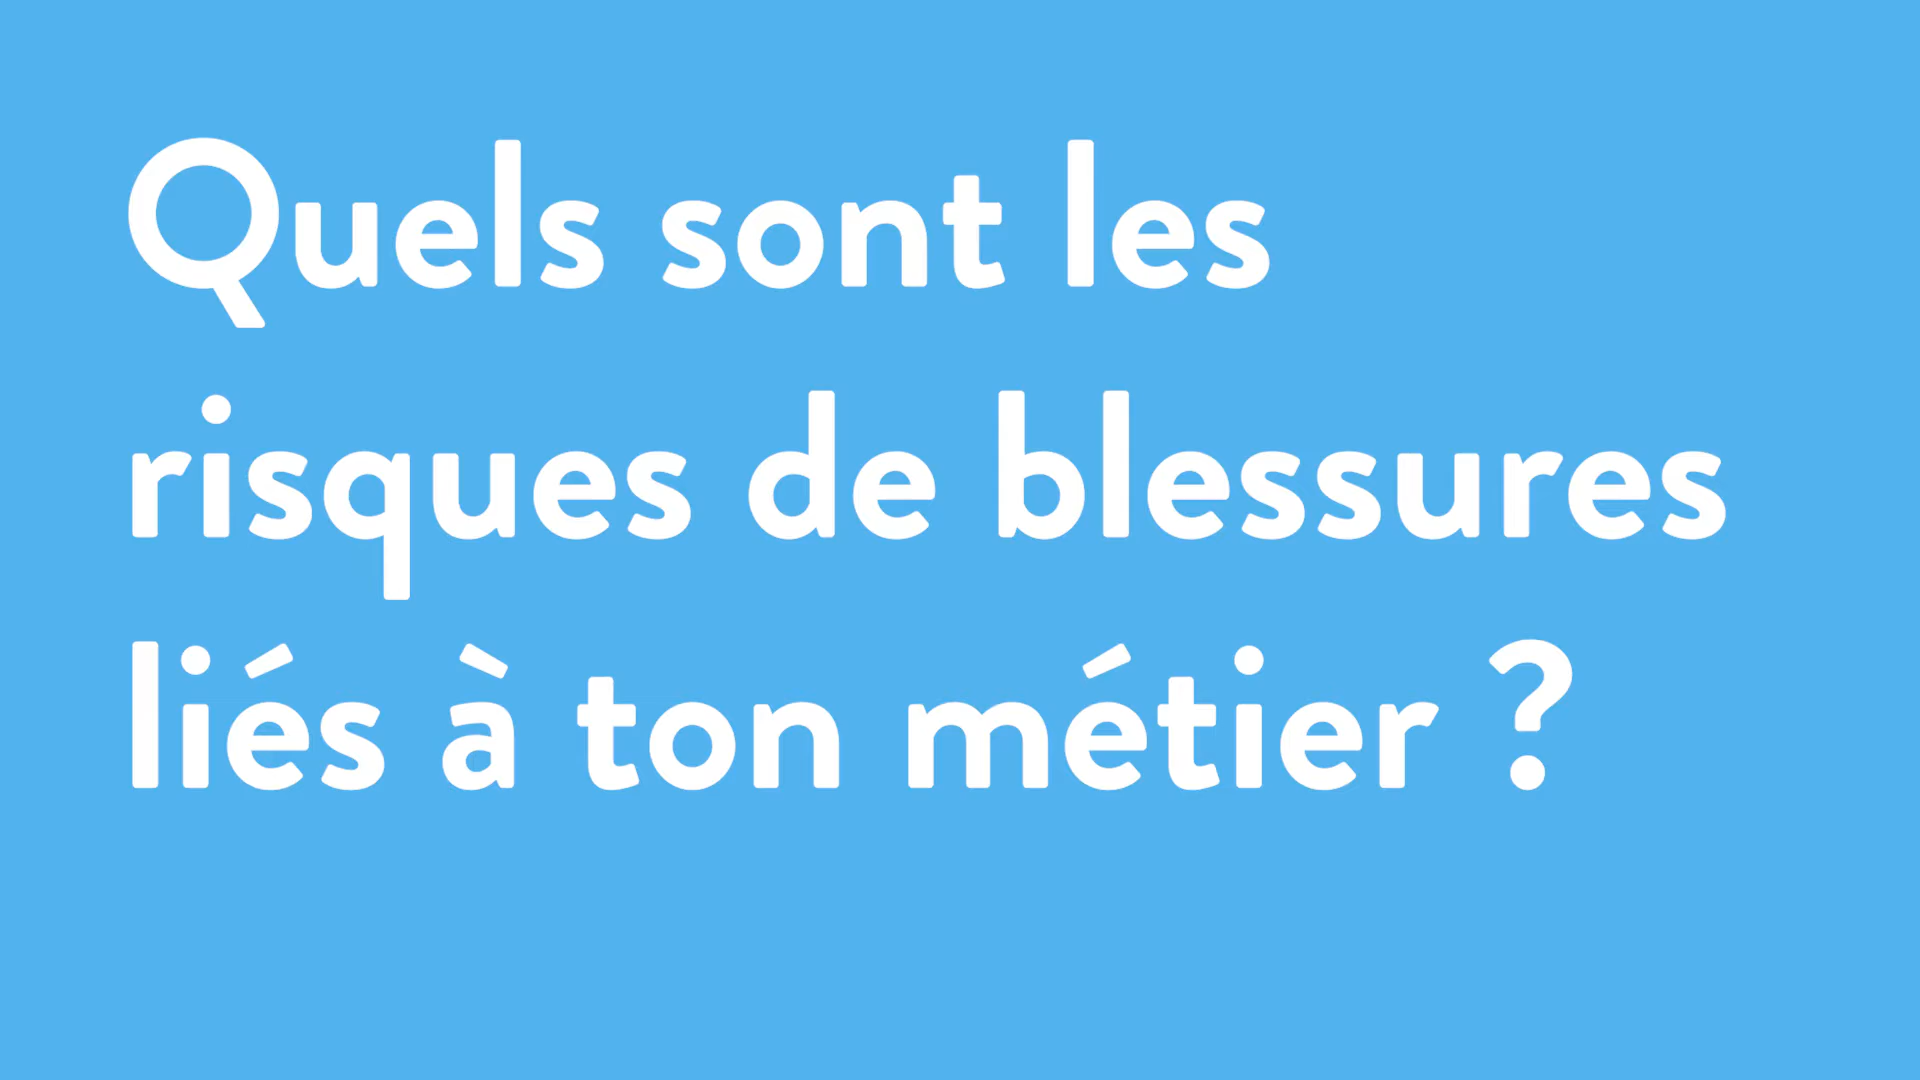 Quels sont les
risques de blessures
liés à ton métier ?